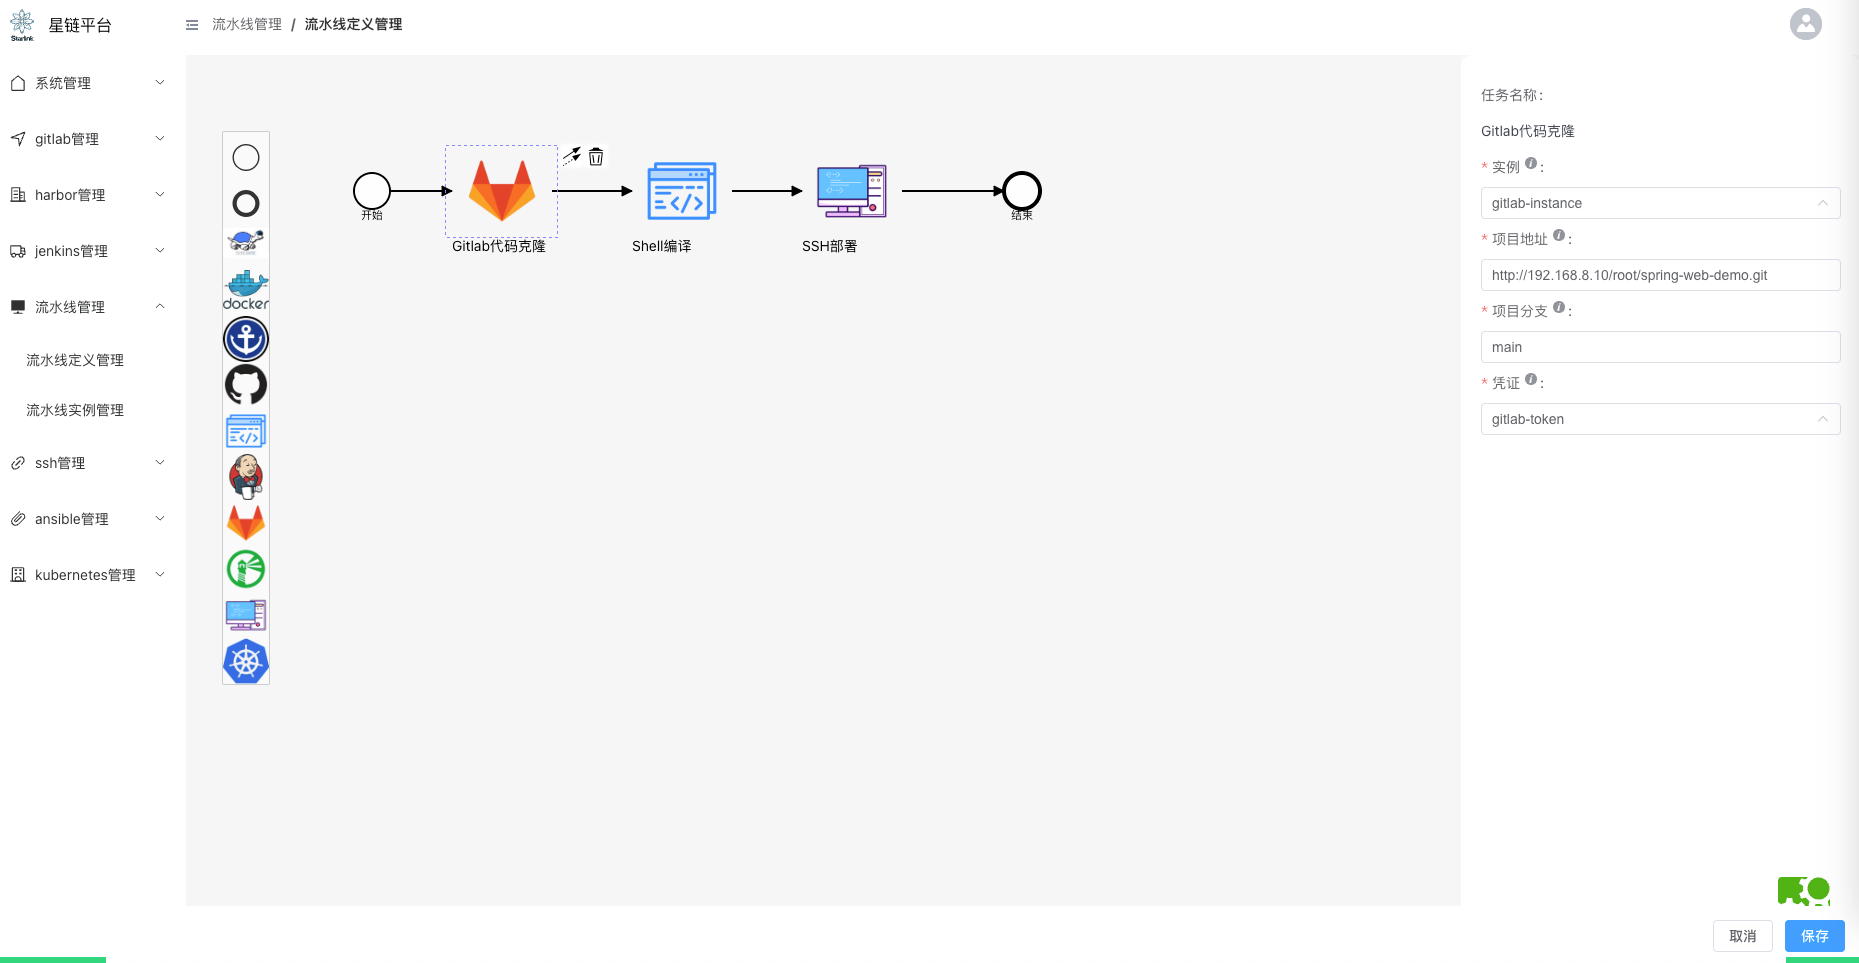 Starlink
星链平台
流水线管理 / 流水线定义管理
系统管理
gitlab管理
harbor管理
jenkins管理
流水线管理
流水线定义管理
流水线实例管理
ssh管理
ansible管理
kubernetes管理
docker
开始
Gitlab代码克隆
Shell编译
SSH部署
结束
任务名称：
Gitlab代码克隆
* 实例 ：
gitlab-instance
* 项目地址 ：
http://192.168.8.10/root/spring-web-demo.git
* 项目分支 ：
main
* 凭证 ：
gitlab-token
取消
保存